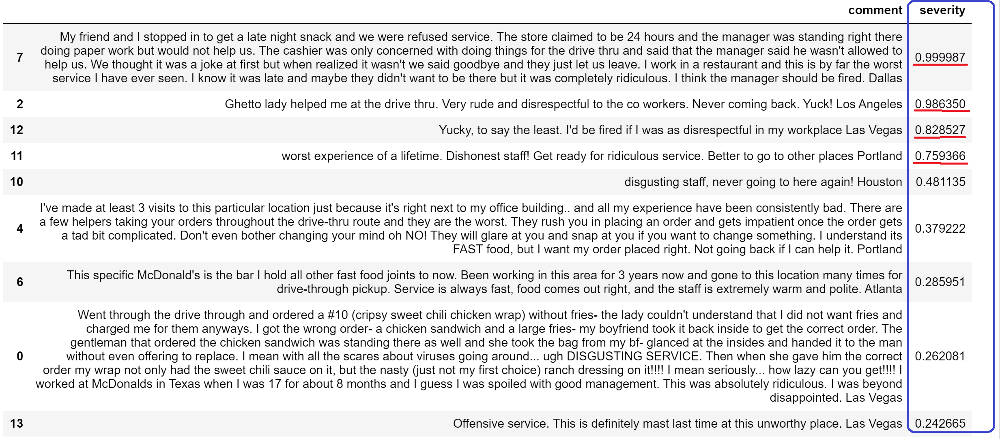 comment severity
My friend and I stopped in to get a late night snack and we were refused service. The store claimed to be 24 hours and the manager was standing right there
doing paper work but would not help us. The cashier was only concerned with doing things for the drive thru and said that the manager said he wasn't allowed to
7 0.999987
help us. We thought it was a joke at first but when realized it wasn't we said goodbye and they just let us leave. I work in a restaurant and this is by far the worst
service I have ever seen. I know it was late and maybe they didn't want to be there but it was completely ridiculous. I think the manager should be fired. Dallas
2 Ghetto lady helped me at the drive thru. Very rude and disrespectful to the co workers. Never coming back. Yuck! Los Angeles 0.986350
12 Yucky, to say the least. I'd be fired if I was as disrespectful in my workplace Las Vegas 0.828527
11 worst experience of a lifetime. Dishonest staff! Get ready for ridiculous service. Better to go to other places Portland 0.759366
10 disgusting staff, never going to here again! Houston 0.481135
I've made at least 3 visits to this particular location just because it's right next to my office building.. and all my experience have been consistently bad. There are
a few helpers taking your orders throughout the drive-thru route and they are the worst. They rush you in placing an order and gets impatient once the order gets
4 0.379222
a tad bit complicated. Don't even bother changing your mind oh NO! They will glare at you and snap at you if you want to change something. I understand its
FAST food, but I want my order placed right. Not going back if I can help it. Portland
This specific McDonald's is the bar I hold all other fast food joints to now. Been working in this area for 3 years now and gone to this location many times for
6 0.285951
drive-through pickup. Service is always fast, food comes out right, and the staff is extremely warm and polite. Atlanta
Went through the drive through and ordered a #10 (cripsy sweet chili chicken wrap) without fries- the lady couldn't understand that I did not want fries and
charged me for them anyways. I got the wrong order- a chicken sandwich and a large fries- my boyfriend took it back inside to get the correct order. The
gentleman that ordered the chicken sandwich was standing there as well and she took the bag from my bf- glanced at the insides and handed it to the man
0 without even offering to replace. I mean with all the scares about viruses going around... ugh DISGUSTING SERVICE. Then when she gave him the correct 0.262081
order my wrap not only had the sweet chili sauce on it, but the nasty (just not my first choice) ranch dressing on it!!!! I mean seriously... how lazy can you get!!!! I
worked at McDonalds in Texas when I was 17 for about 8 months and I guess I was spoiled with good management. This was absolutely ridiculous. I was beyond
disappointed. Las Vegas
13 Offensive service. This is definitely mast last time at this unworthy place. Las Vegas 0.242665